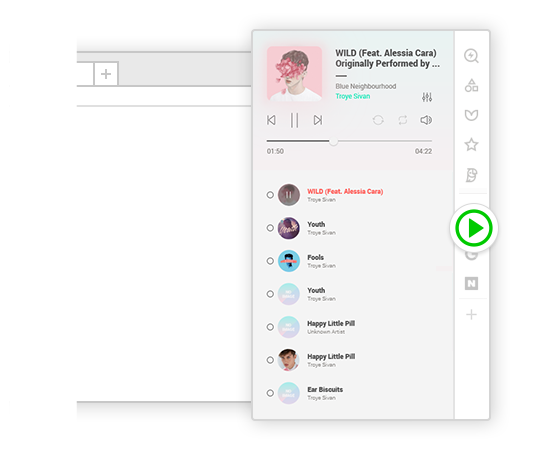 WILD (Feat. Alessia Cara)
Originally Performed by ...
Blue Neighbourhood
Troye Sivan
01:50
04:22
WILD (Feat. Alessia Cara)
Troye Sivan
Youth
Troye Sivan
Fools
Troye Sivan
Youth
Troye Sivan
Happy Little Pill
Unknown Artist
Happy Little Pill
Troye Sivan
Ear Biscuits
Troye Sivan
N